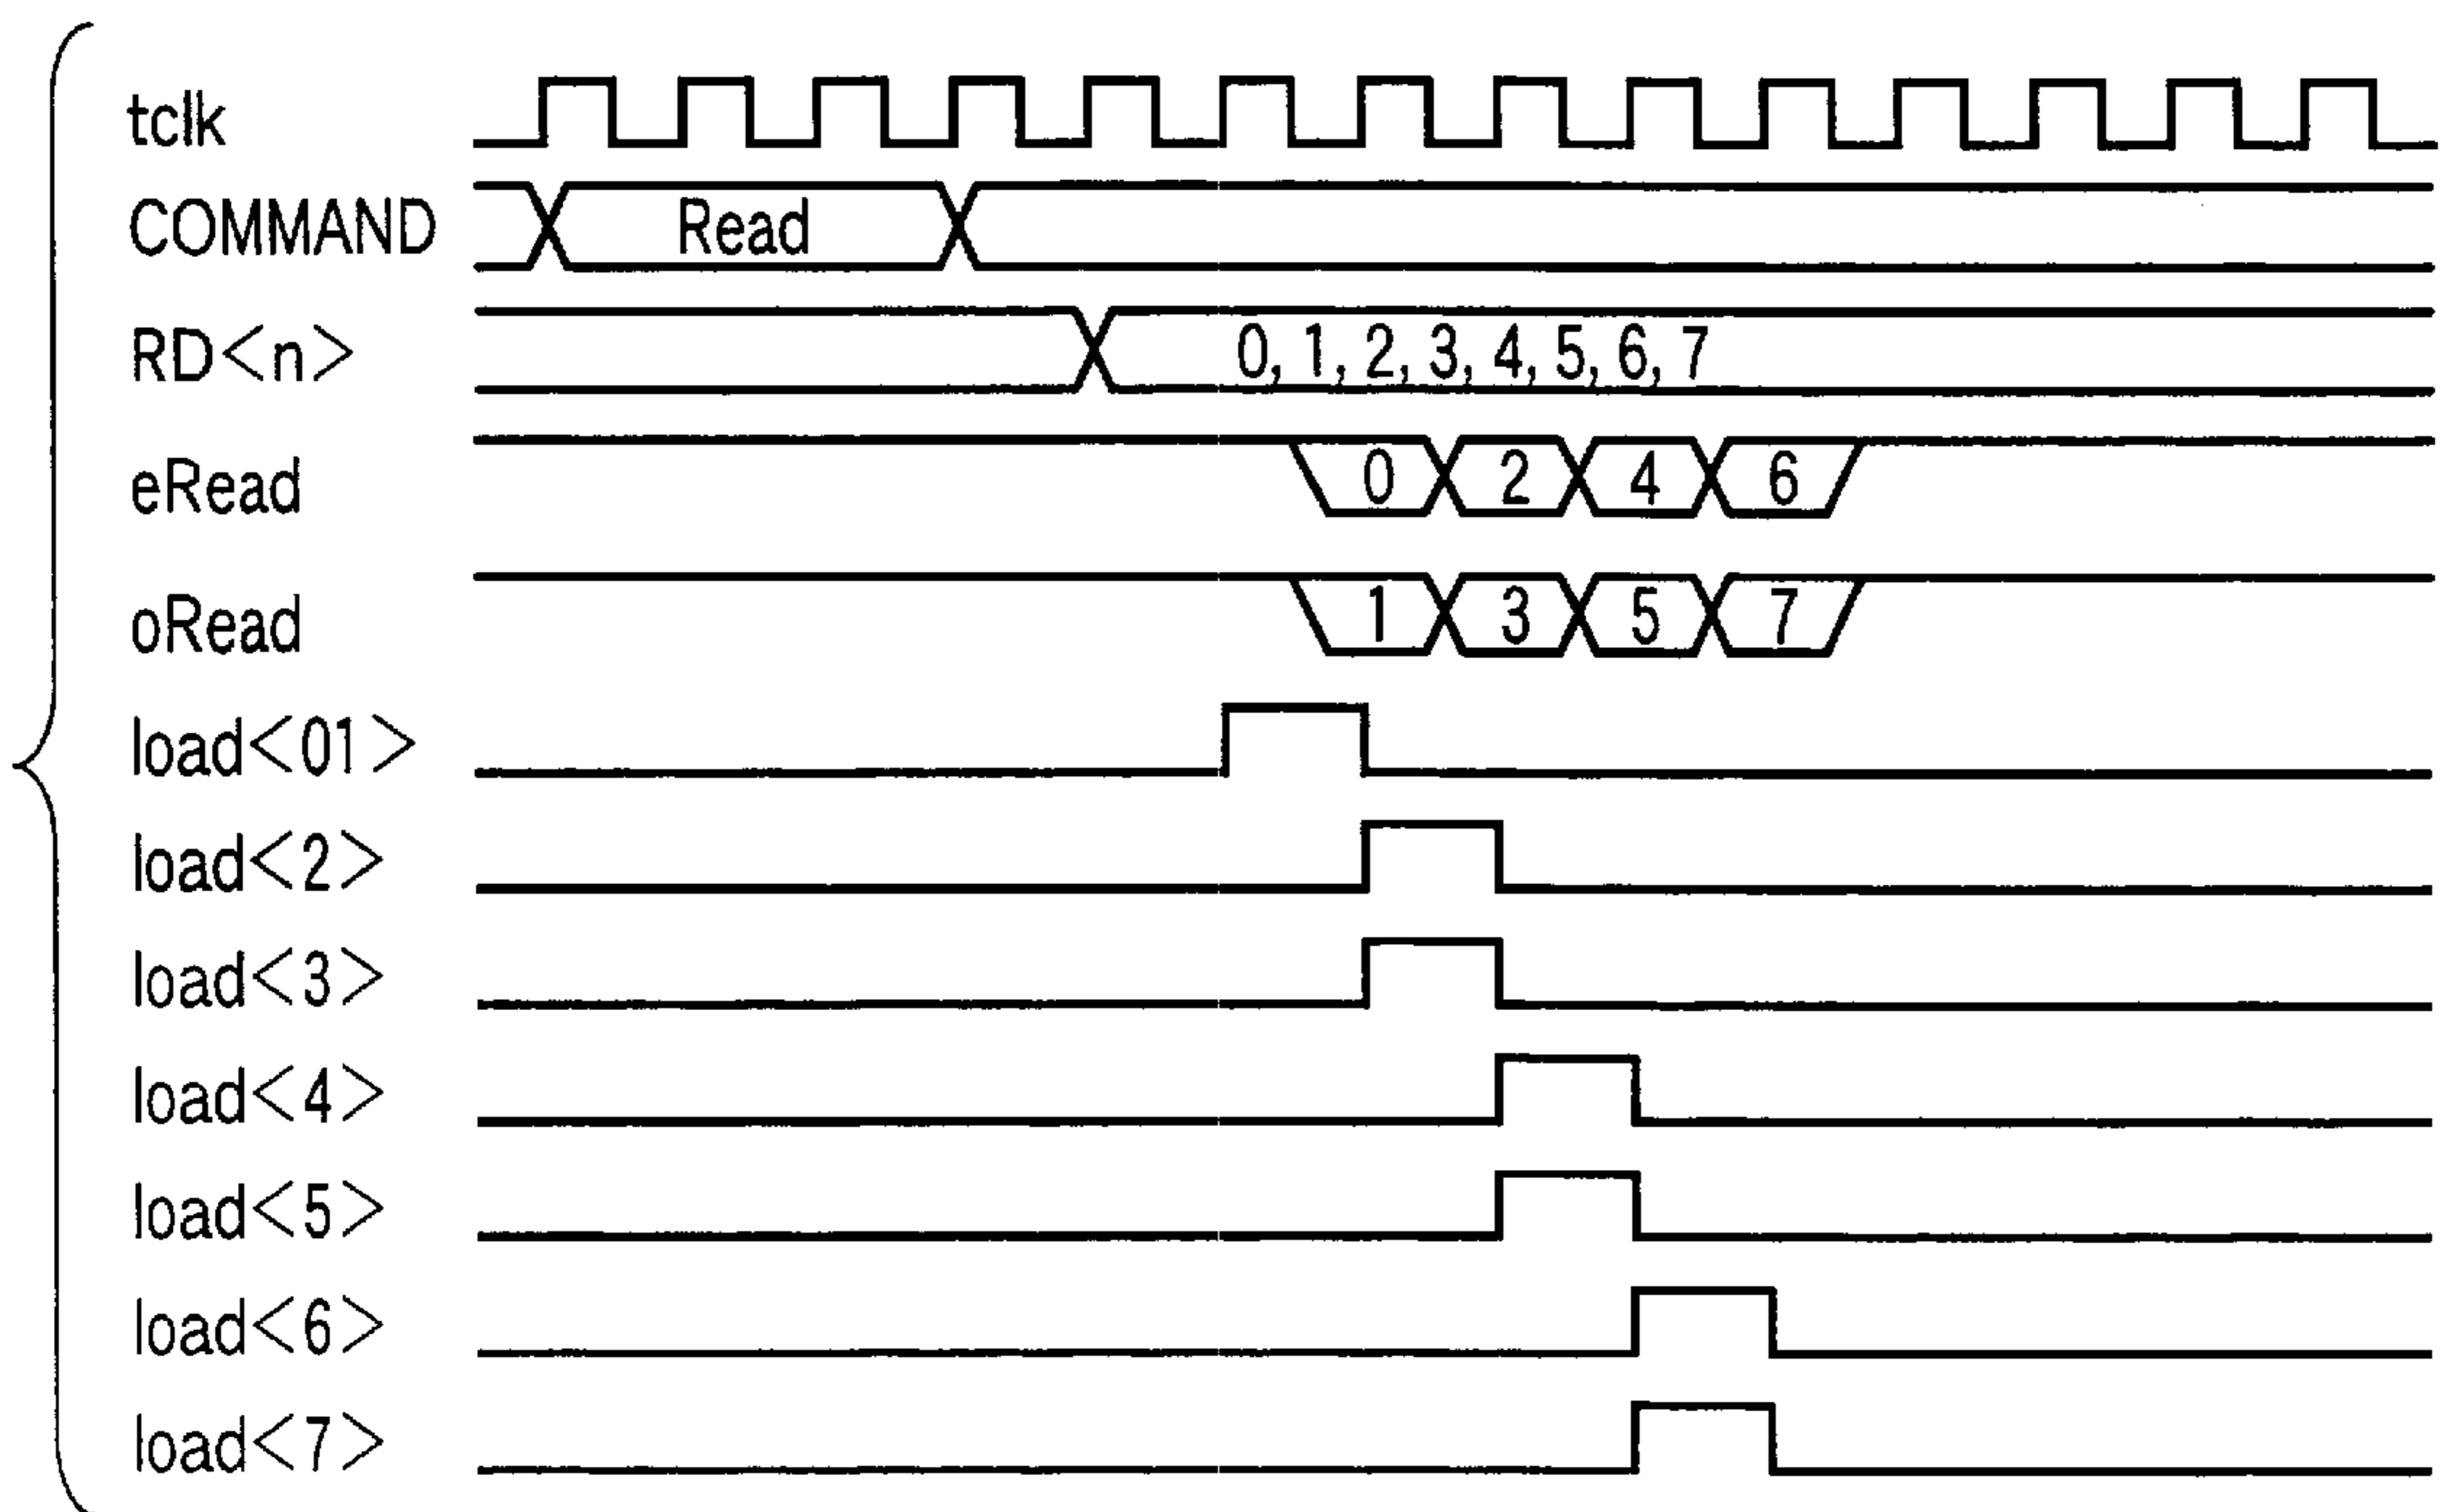 tclk
COMMAND Read
RD<n> 0, 1, 2, 3, 4, 5, 6, 7
eRead 0 2 4 6
oRead 1 3 5 7
load<01>
load<2>
load<3>
load<4>
load<5>
load<6>
load<7>